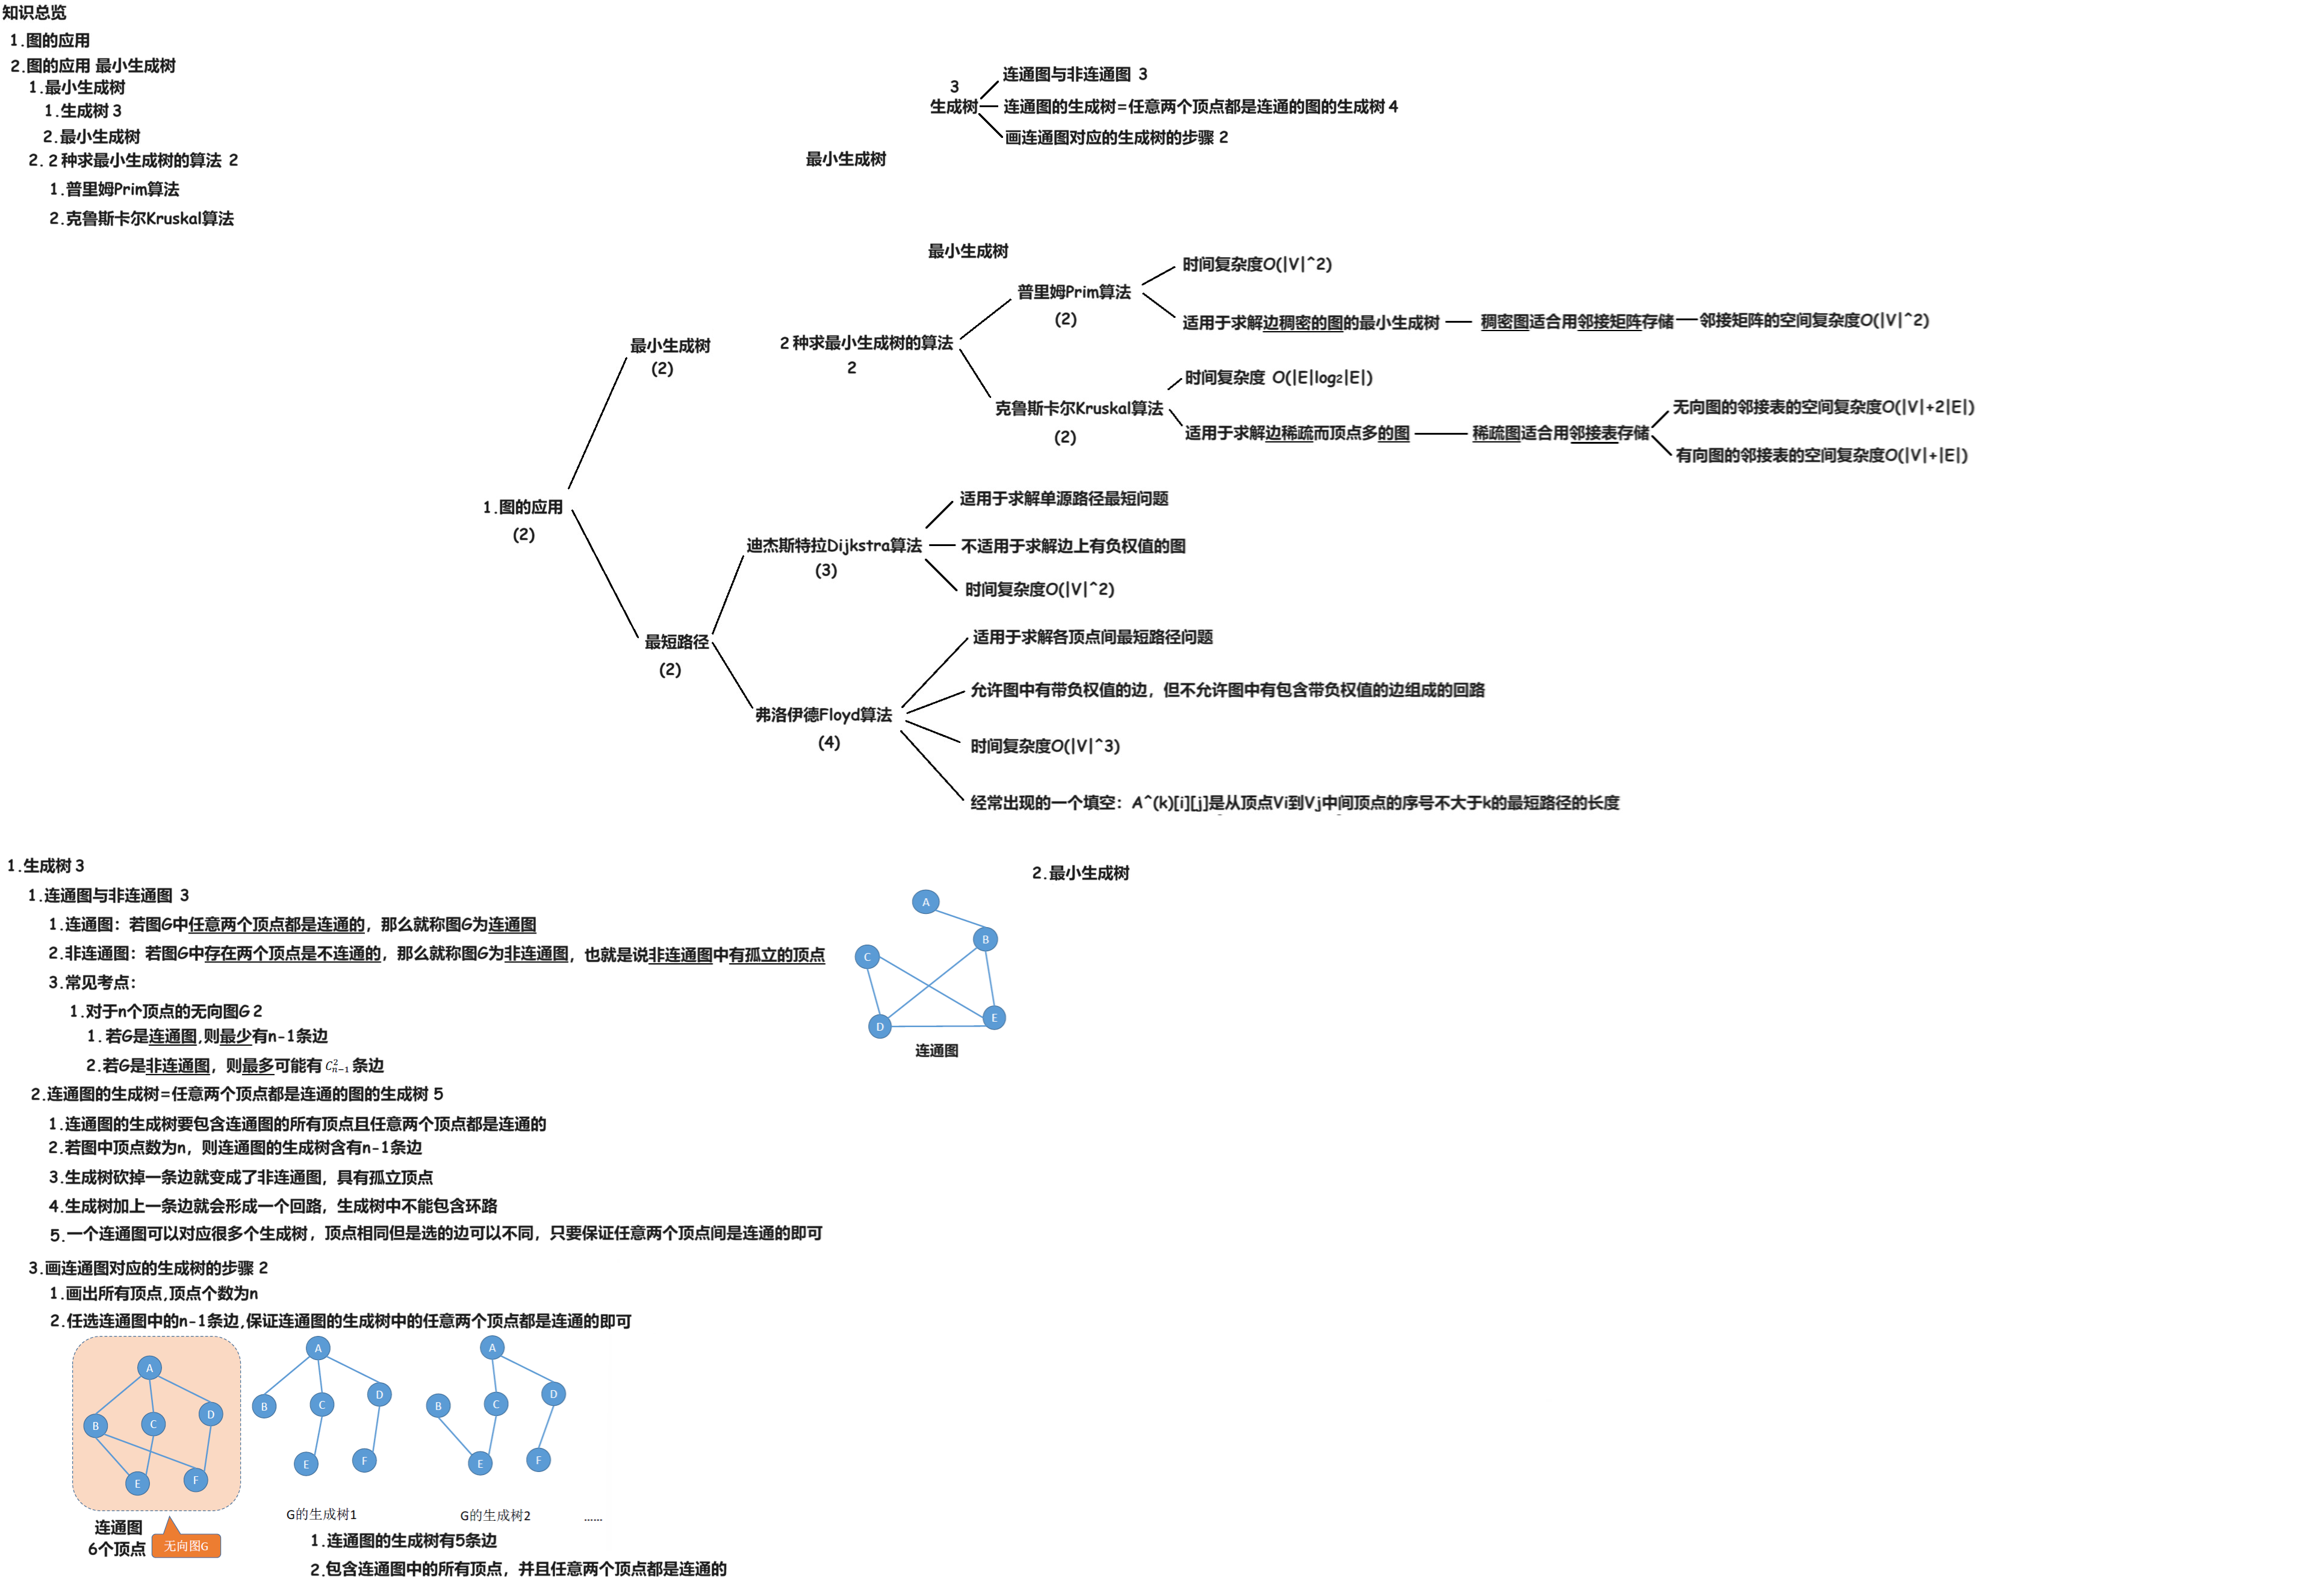 知识总览
1.图的应用
2.图的应用 最小生成树
1.最小生成树
1.生成树 3
2.最小生成树
2. 2 种求最小生成树的算法 2
1.普里姆Prim算法
2.克鲁斯卡尔Kruskal算法
3
生成树
连通图与非连通图 3
连通图的生成树=任意两个顶点都是连通的图的生成树 4
画连通图对应的生成树的步骤 2
最小生成树
最小生成树
1.图的应用
(2)
最小生成树
(2)
2 种求最小生成树的算法
2
普里姆Prim算法
(2)
时间复杂度O(|V|^2)
适用于求解边稠密的图的最小生成树
稠密图适合用邻接矩阵存储
邻接矩阵的空间复杂度O(|V|^2)
克鲁斯卡尔Kruskal算法
(2)
时间复杂度 O(|E|log2|E|)
适用于求解边稀疏而顶点多的图
稀疏图适合用邻接表存储
无向图的邻接表的空间复杂度O(|V|+2|E|)
有向图的邻接表的空间复杂度O(|V|+|E|)
最短路径
(2)
迪杰斯特拉Dijkstra算法
(3)
适用于求解单源路径最短问题
不适用于求解边上有负权值的图
时间复杂度O(|V|^2)
弗洛伊德Floyd算法
(4)
适用于求解各顶点间最短路径问题
允许图中有带负权值的边，但不允许图中有包含带负权值的边组成的回路
时间复杂度O(|V|^3)
经常出现的一个填空：A^(k)[i][j]是从顶点Vi到Vj中间顶点的序号不大于k的最短路径的长度
1.生成树 3
1.连通图与非连通图 3
1.连通图：若图G中任意两个顶点都是连通的，那么就称图G为连通图
2.非连通图：若图G中存在两个顶点是不连通的，那么就称图G为非连通图，也就是说非连通图中有孤立的顶点
3.常见考点：
1.对于n个顶点的无向图G 2
1. 若G是连通图,则最少有n-1条边
2.若G是非连通图，则最多可能有 C²ₙ₋₁ 条边
2.连通图的生成树=任意两个顶点都是连通的图的生成树 5
1.连通图的生成树要包含连通图的所有顶点且任意两个顶点都是连通的
2.若图中顶点数为n，则连通图的生成树含有n-1条边
3.生成树砍掉一条边就变成了非连通图，具有孤立顶点
4.生成树加上一条边就会形成一个回路，生成树中不能包含环路
5.一个连通图可以对应很多个生成树，顶点相同但是选的边可以不同，只要保证任意两个顶点间是连通的即可
3.画连通图对应的生成树的步骤 2
1.画出所有顶点,顶点个数为n
2.任选连通图中的n-1条边,保证连通图的生成树中的任意两个顶点都是连通的即可
2.最小生成树
A
B
C
D
E
连通图
A
B
C
D
E
F
连通图
6个顶点
无向图G
A
B
C
D
E
F
G的生成树1
A
B
C
D
E
F
G的生成树2
......
1.连通图的生成树有5条边
2.包含连通图中的所有顶点，并且任意两个顶点都是连通的